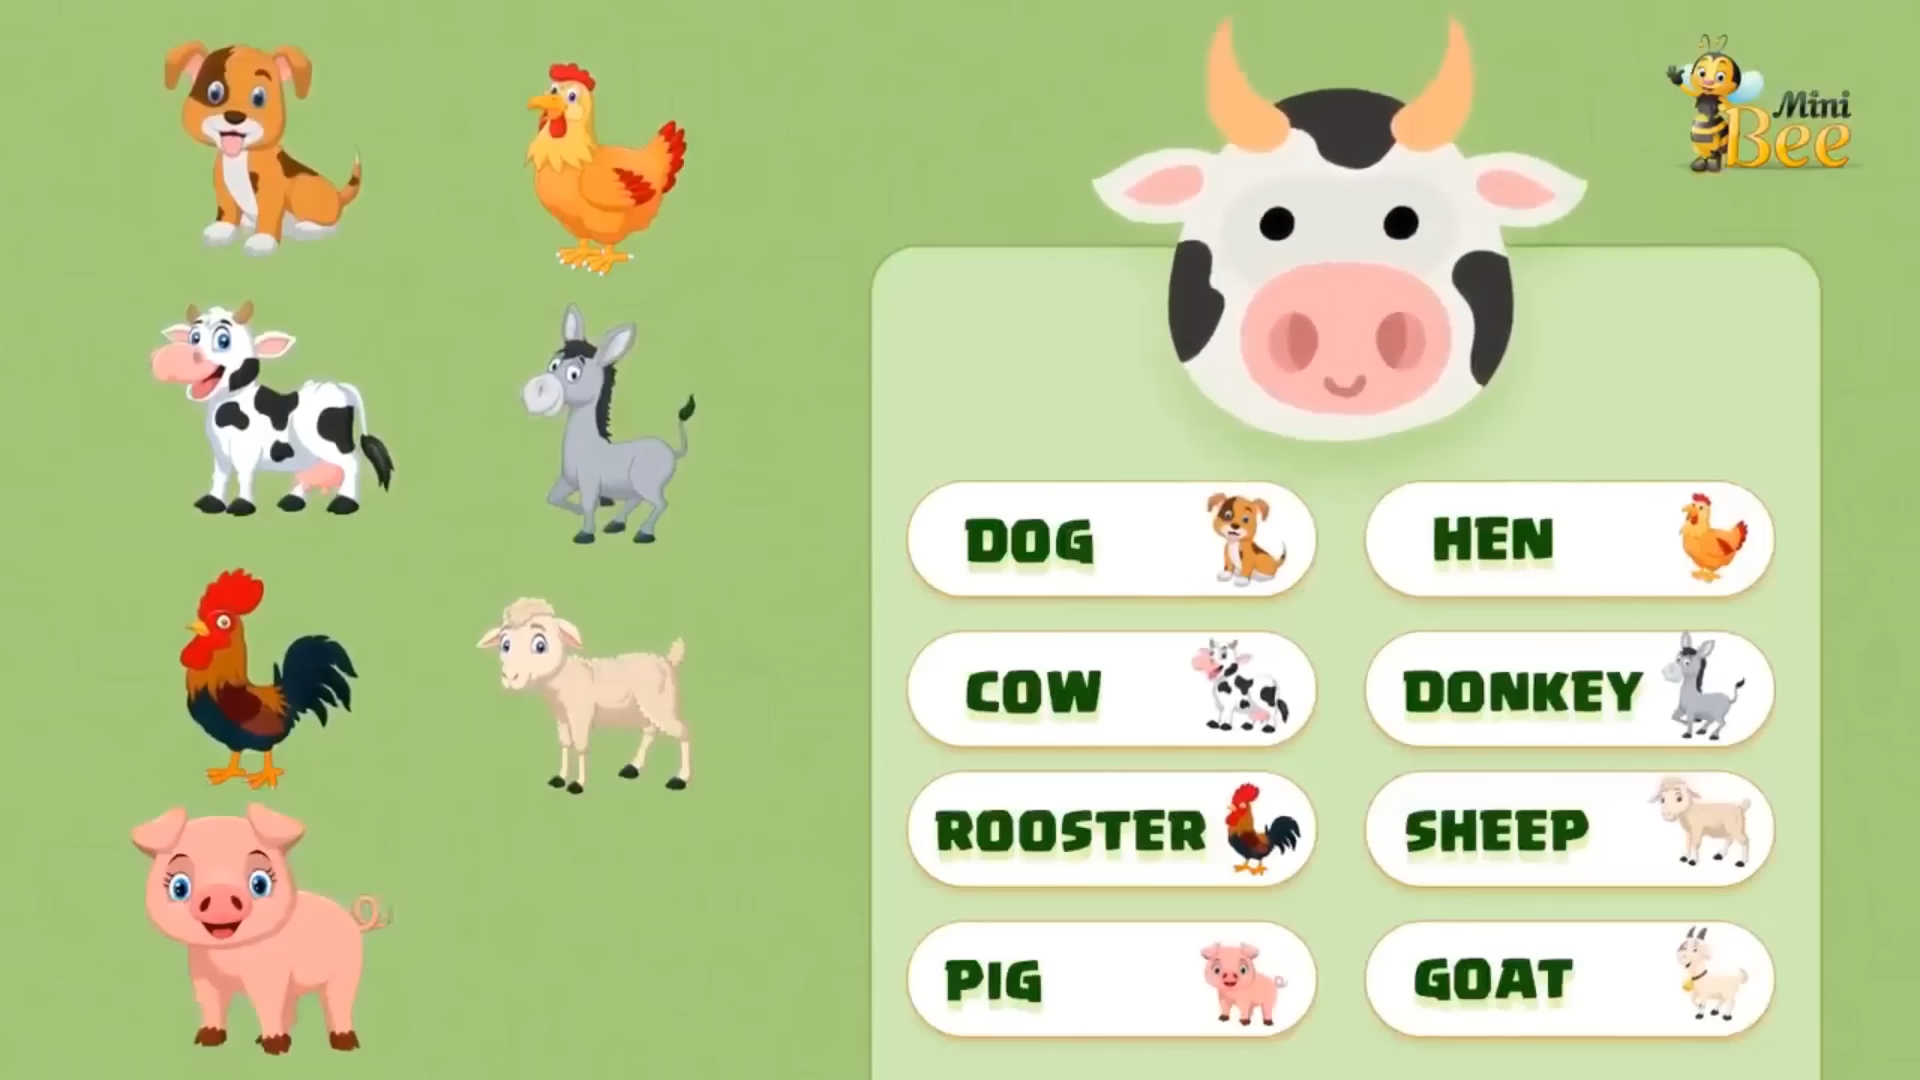 Mini
Bee
DOG
HEN
COW
DONKEY
ROOSTER
SHEEP
PIG
GOAT